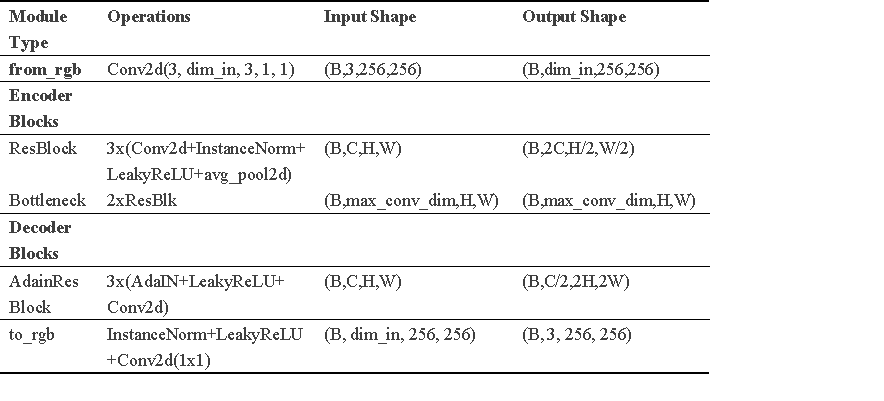 Module Operations Input Shape Output Shape
Type
from_rgb Conv2d(3, dim_in, 3, 1, 1) (B,3,256,256) (B,dim_in,256,256)
Encoder
Blocks
ResBlock 3x(Conv2d+InstanceNorm+ (B,C,H,W) (B,2C,H/2,W/2)
LeakyReLU+avg_pool2d)
Bottleneck 2xResBlk (B,max_conv_dim,H,W) (B,max_conv_dim,H,W)
Decoder
Blocks
AdainRes 3x(AdaIN+LeakyReLU+ (B,C,H,W) (B,C/2,2H,2W)
Block Conv2d)
to_rgb InstanceNorm+LeakyReLU (B, dim_in, 256, 256) (B, 3, 256, 256)
+Conv2d(1x1)